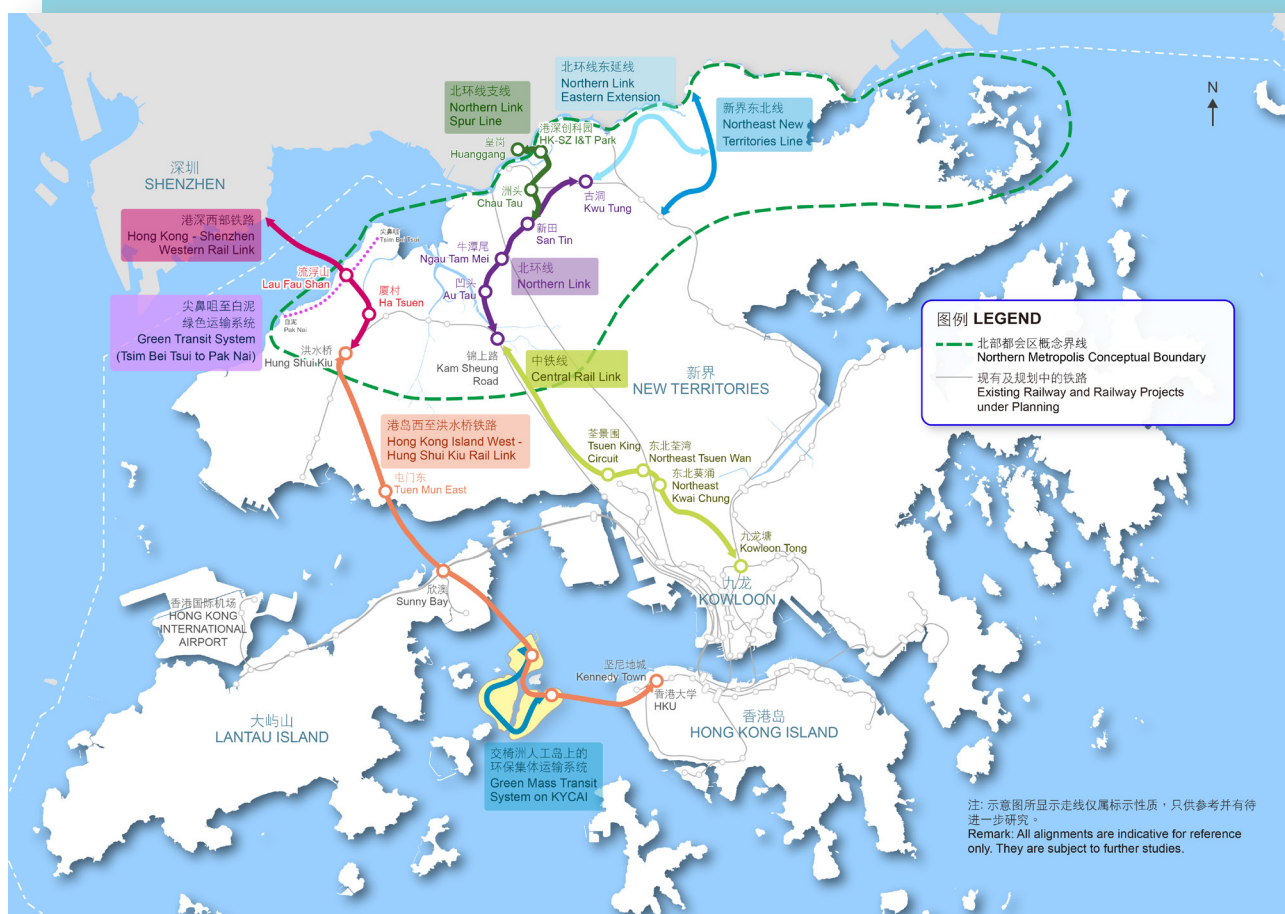 北环线东延线
Northern Link
Eastern Extension
北环线支线
Northern Link
Spur Line
新界东北线
Northeast New
Territories Line
N
港深创科园
HK-SZ I&T Park
皇岗
Huanggang
深圳
SHENZHEN
洲头
Chau Tau
古洞
Kwu Tung
港深西部铁路
Hong Kong - Shenzhen
Western Rail Link
尖鼻咀
Tsim Bei Tsui
新田
San Tin
牛潭尾
Ngau Tam Mei
北环线
Northern Link
流浮山
Lau Fau Shan
厦村
Ha Tsuen
凹头
Au Tau
尖鼻咀至白泥
绿色运输系统
Green Transit System
(Tsim Bei Tsui to Pak Nai)
白泥
Pak Nai
洪水桥
Hung Shui Kiu
锦上路
Kam Sheung
Road
中铁线
Central Rail Link
新界
NEW TERRITORIES
图例 LEGEND
北部都会区概念界线
Northern Metropolis Conceptual Boundary
现有及规划中的铁路
Existing Railway and Railway Projects
under Planning
港岛西至洪水桥铁路
Hong Kong Island West -
Hung Shui Kiu Rail Link
荃景围
Tsuen King
Circuit
东北荃湾
Northeast Tsuen Wan
东北葵涌
Northeast
Kwai Chung
屯门东
Tuen Mun East
九龙塘
Kowloon Tong
九龙
KOWLOON
欣澳
Sunny Bay
香港国际机场
HONG KONG
INTERNATIONAL
AIRPORT
坚尼地城
Kennedy Town
香港大学
HKU
大屿山
LANTAU ISLAND
香港岛
HONG KONG ISLAND
交椅洲人工岛上的
环保集体运输系统
Green Mass Transit
System on KYCAI
注: 示意图所显示走线仅属标示性质，只供参考并有待
进一步研究。
Remark: All alignments are indicative for reference
only. They are subject to further studies.